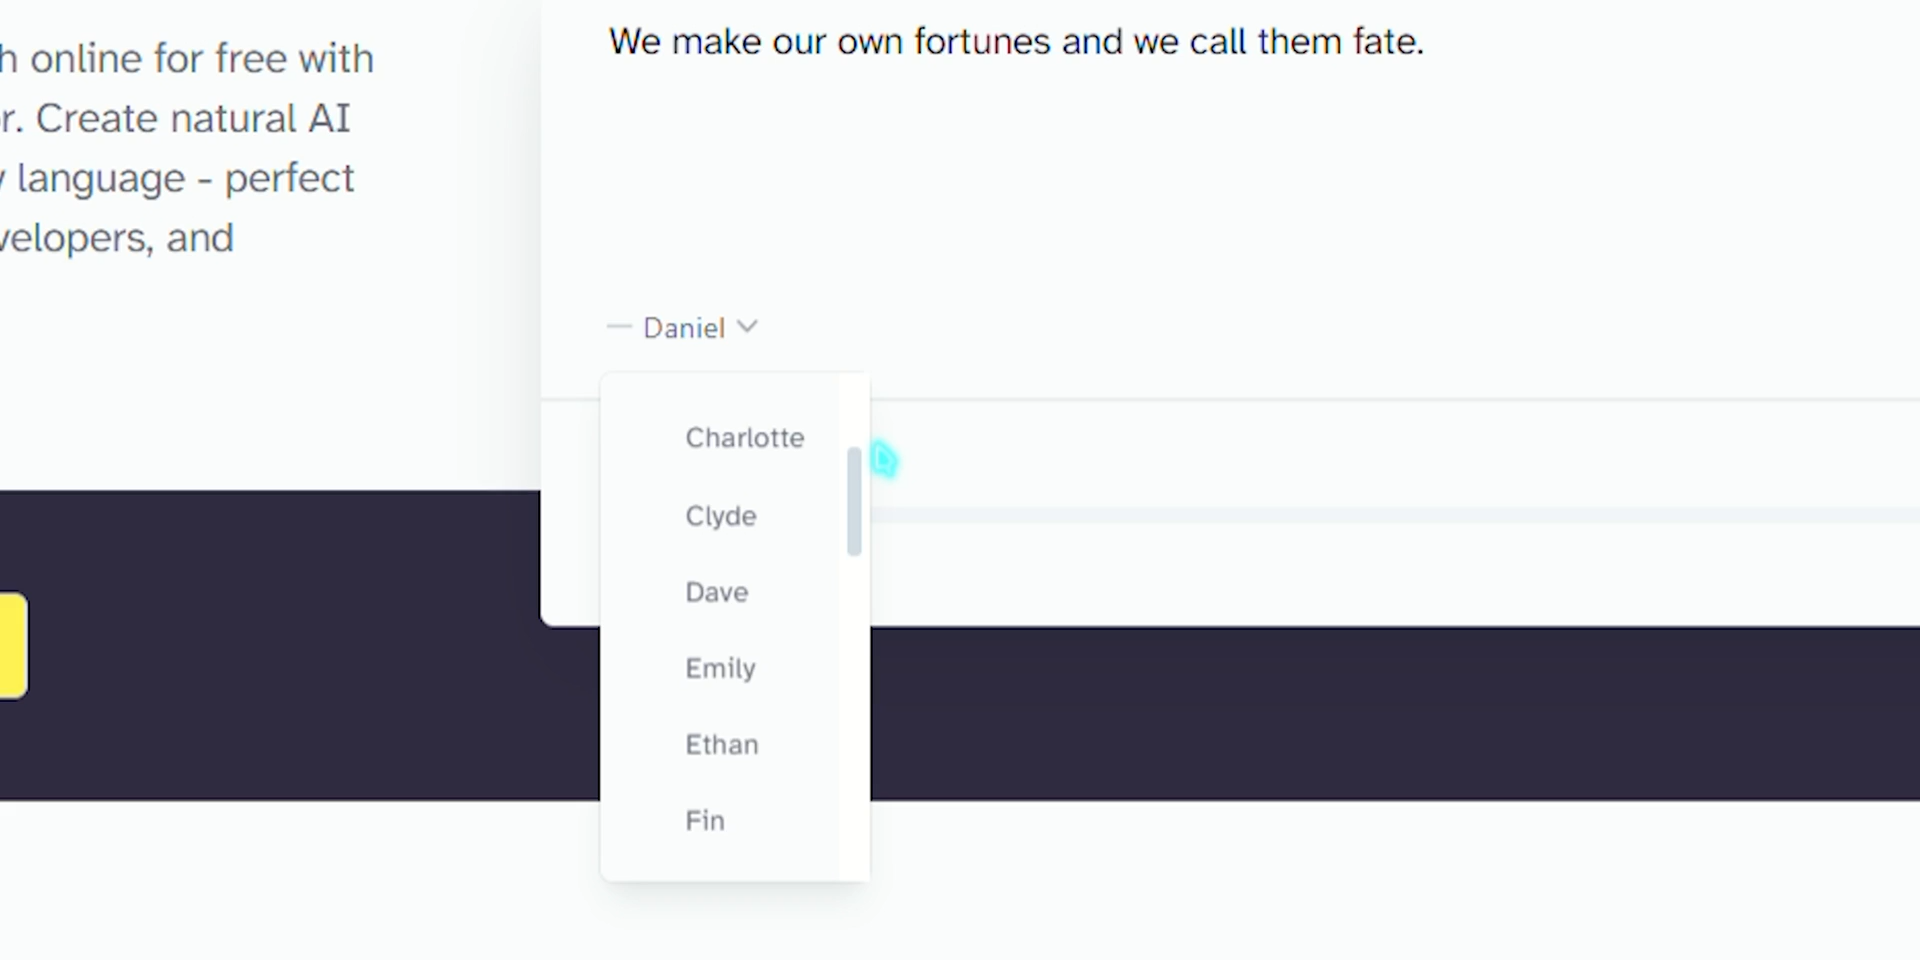 h online for free with
r. Create natural AI
language - perfect
velopers, and
We make our own fortunes and we call them fate.
— Daniel
Charlotte
Clyde
Dave
Emily
Ethan
Fin